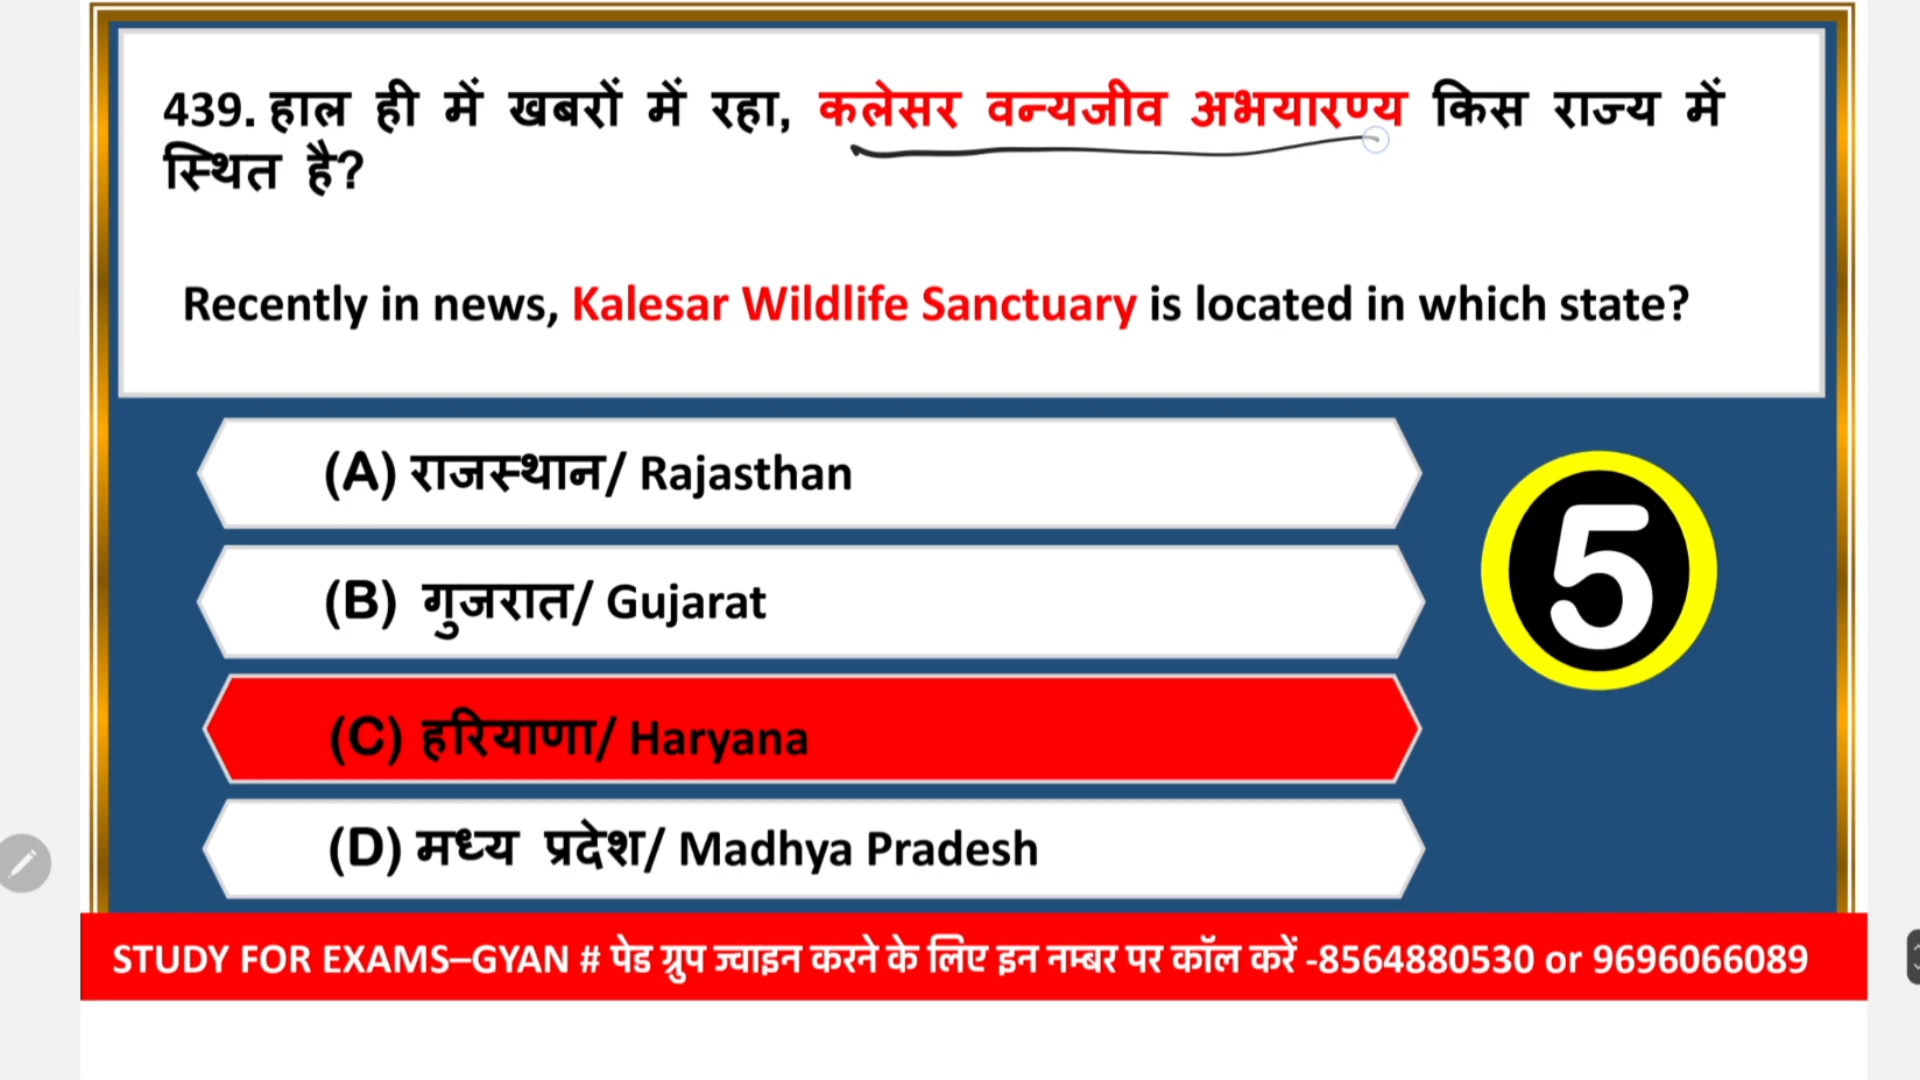 439. हाल ही में खबरों में रहा, कलेसर वन्यजीव अभयारण्य किस राज्य में
स्थित है?
Recently in news, Kalesar Wildlife Sanctuary is located in which state?
(A) राजस्थान/ Rajasthan
(B) गुजरात/ Gujarat
5
(C) हरियाणा/ Haryana
(D) मध्य प्रदेश/ Madhya Pradesh
STUDY FOR EXAMS–GYAN # पेड ग्रुप ज्वाइन करने के लिए इन नम्बर पर कॉल करें -8564880530 or 9696066089